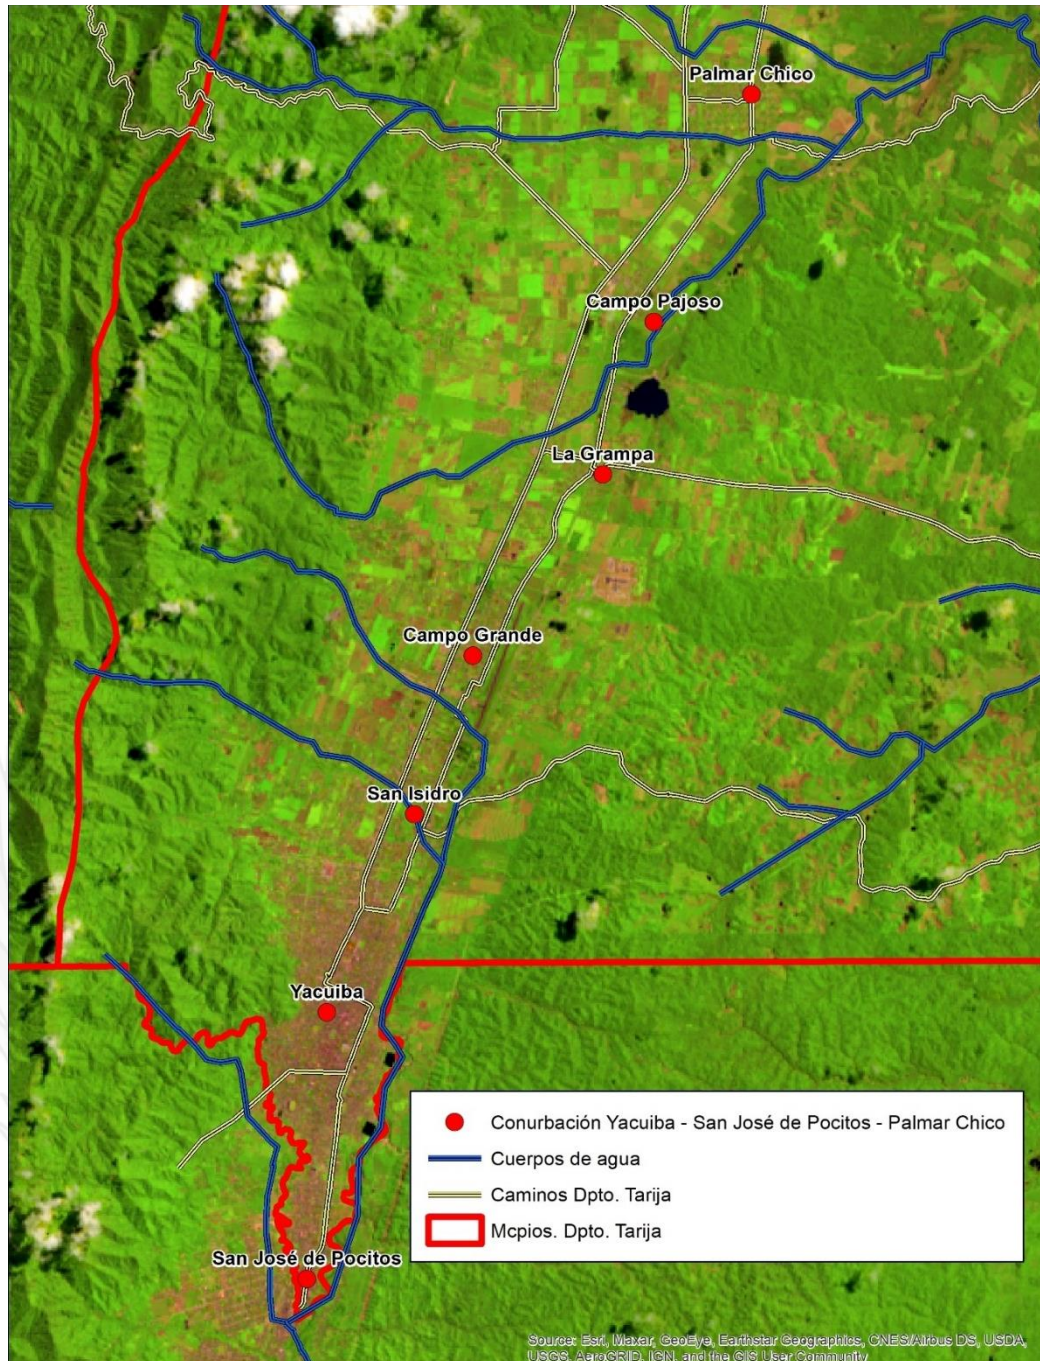 Palmar Chico
Campo Pajoso
La Grampa
Campo Grande
San Isidro
Yacuiba
San José de Pocitos
Conurbación Yacuiba - San José de Pocitos - Palmar Chico
Cuerpos de agua
Caminos Dpto. Tarija
Mcpios. Dpto. Tarija
Source: Esri, Maxar, GeoEye, Earthstar Geographics, CNES/Airbus DS, USDA,
USGS, AeroGRID, IGN, and the GIS User Community